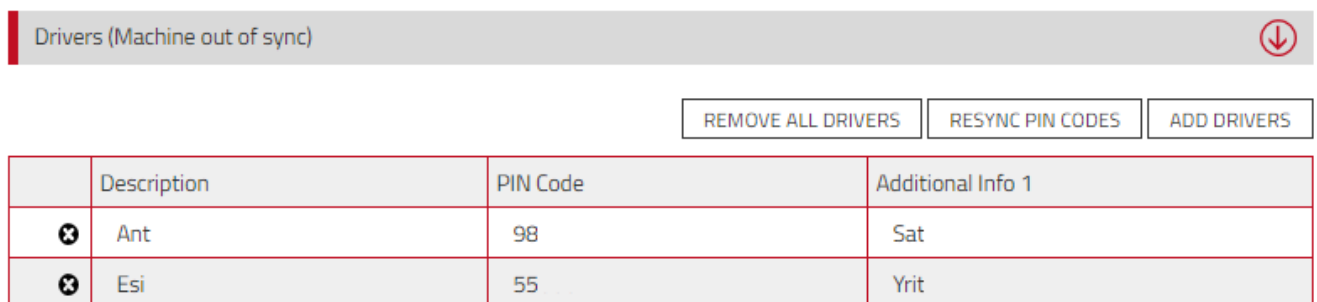 Drivers (Machine out of sync)
REMOVE ALL DRIVERS RESYNC PIN CODES ADD DRIVERS
Description PIN Code Additional Info 1
Ant 98 Sat
Esi 55 Yrit